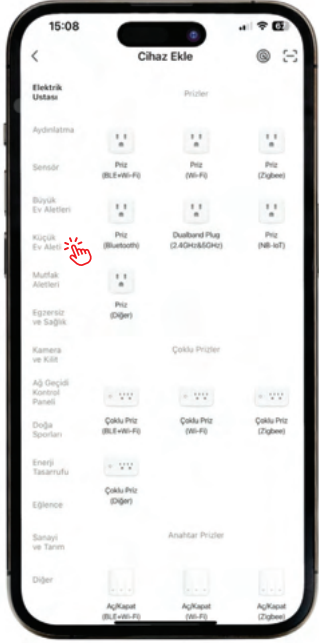 15:08
Cihaz Ekle
Elektrik
Ustası
Aydınlatma
Sensör
Büyük
Ev Aletleri
Küçük
Ev Aleti
Mutfak
Aletleri
Egzersiz
ve Sağlık
Kamera
ve Kilit
Ağ Geçidi
Kontrol
Paneli
Doğa
Sporları
Enerji
Tasarrufu
Eğlence
Sanayi
ve Tarım
Diğer
Prizler
Priz
(BLE+Wi-Fi)
Priz
(Wi-Fi)
Priz
(Zigbee)
Priz
(Bluetooth)
Dualband Plug
(2.4GHz&5GHz)
Priz
(NB-IoT)
Priz
(Diğer)
Çoklu Prizler
Çoklu Priz
(BLE+Wi-Fi)
Çoklu Priz
(Wi-Fi)
Çoklu Priz
(Zigbee)
Çoklu Priz
(Diğer)
Anahtar Prizler
Aç/Kapat
(BLE+Wi-Fi)
Aç/Kapat
(Wi-Fi)
Aç/Kapat
(Zigbee)